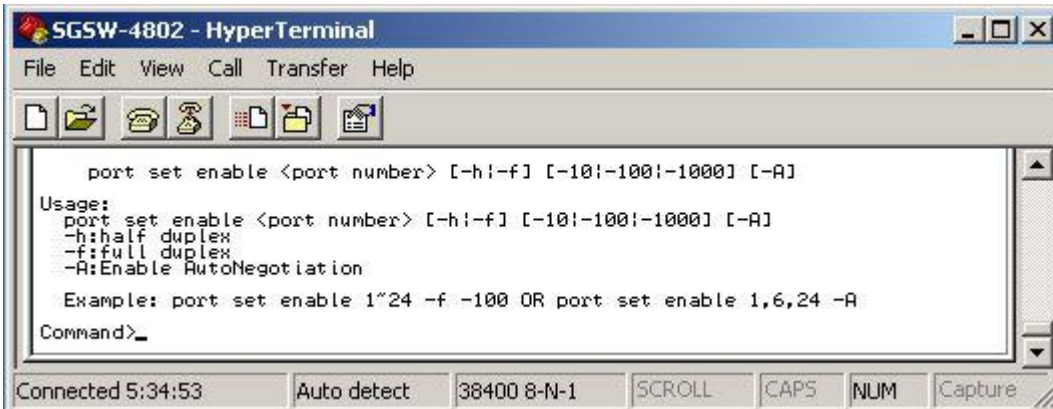 SGSW-4802 - HyperTerminal
File Edit View Call Transfer Help
port set enable <port number> [-h¦-f] [-10¦-100¦-1000] [-A]
Usage:
port set enable <port number> [-h¦-f] [-10¦-100¦-1000] [-A]
-h:half duplex
-f:full duplex
-A:Enable AutoNegotiation
Example: port set enable 1~24 -f -100 OR port set enable 1,6,24 -A
Command>_
Connected 5:34:53 Auto detect 38400 8-N-1 SCROLL CAPS NUM Capture